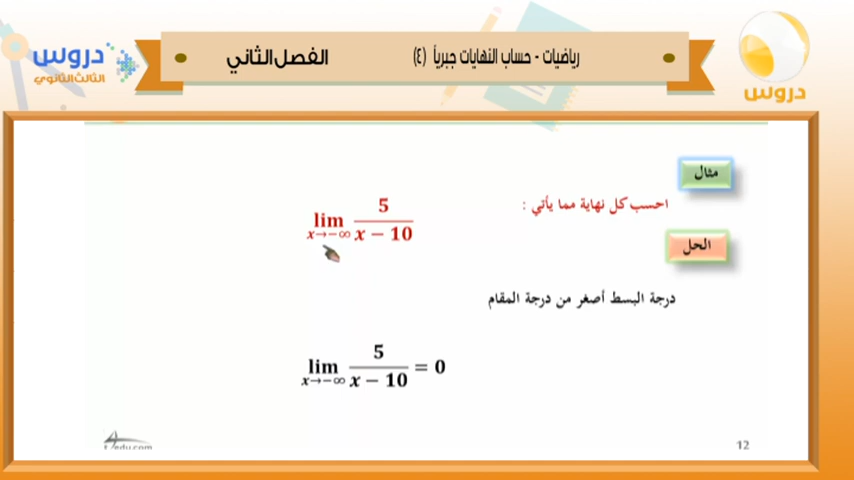 دروس
الثالث الثانوي
الفصل الثاني
رياضيات - حساب النهايات جبرياً (٤)
دروس
مثال
احسب كل نهاية مما يأتي :
lim x→−∞ 5/(x − 10)
الحل
درجة البسط أصغر من درجة المقام
lim x→−∞ 5/(x − 10) = 0
12